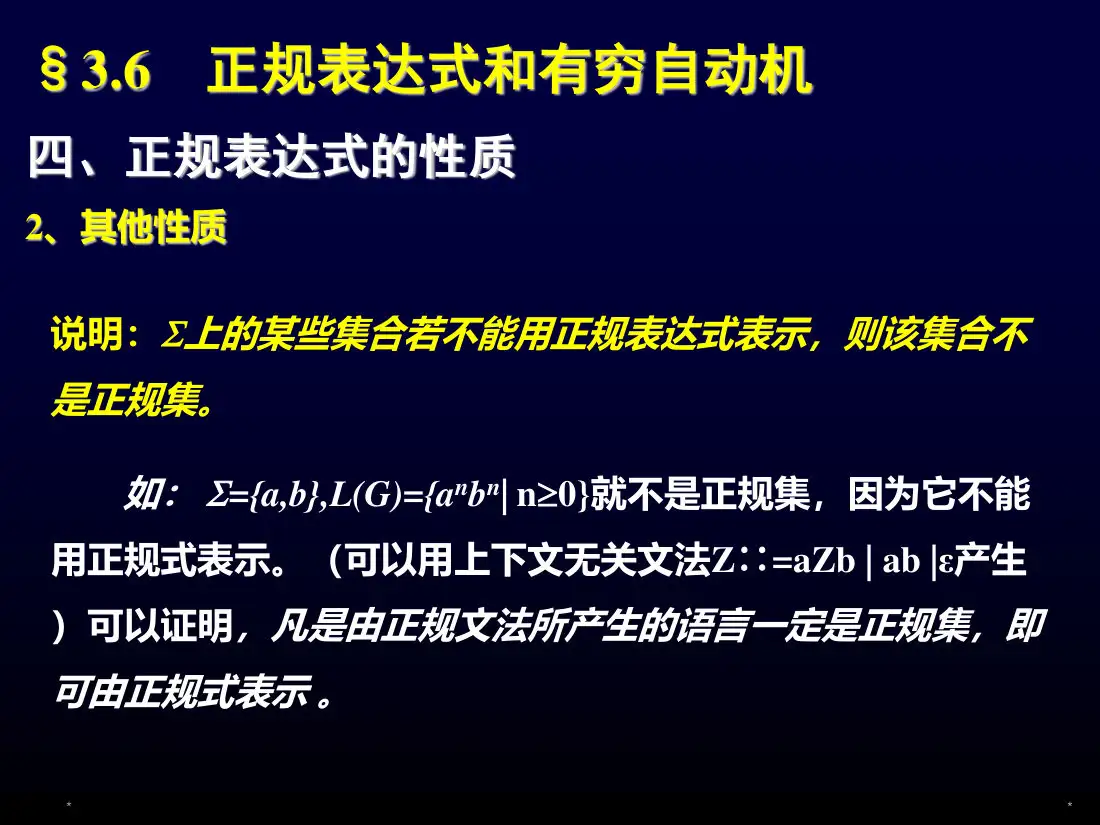 §3.6 正规表达式和有穷自动机
四、正规表达式的性质
2、其他性质
说明：Σ上的某些集合若不能用正规表达式表示，则该集合不
是正规集。
如： Σ={a,b},L(G)={aⁿbⁿ| n≥0}就不是正规集，因为它不能
用正规式表示。（可以用上下文无关文法Z∷=aZb | ab |ε产生
）可以证明，凡是由正规文法所产生的语言一定是正规集，即
可由正规式表示 。
* *